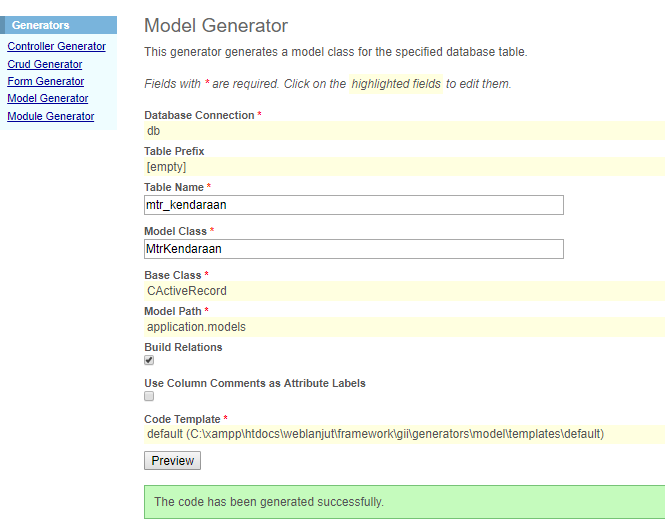 Generators
Controller Generator
Crud Generator
Form Generator
Model Generator
Module Generator
Model Generator
This generator generates a model class for the specified database table.
Fields with * are required. Click on the highlighted fields to edit them.
Database Connection *
db
Table Prefix
[empty]
Table Name *
mtr_kendaraan
Model Class *
MtrKendaraan
Base Class *
CActiveRecord
Model Path *
application.models
Build Relations
Use Column Comments as Attribute Labels
Code Template *
default (C:\xampp\htdocs\weblanjut\framework\gii\generators\model\templates\default)
Preview
The code has been generated successfully.